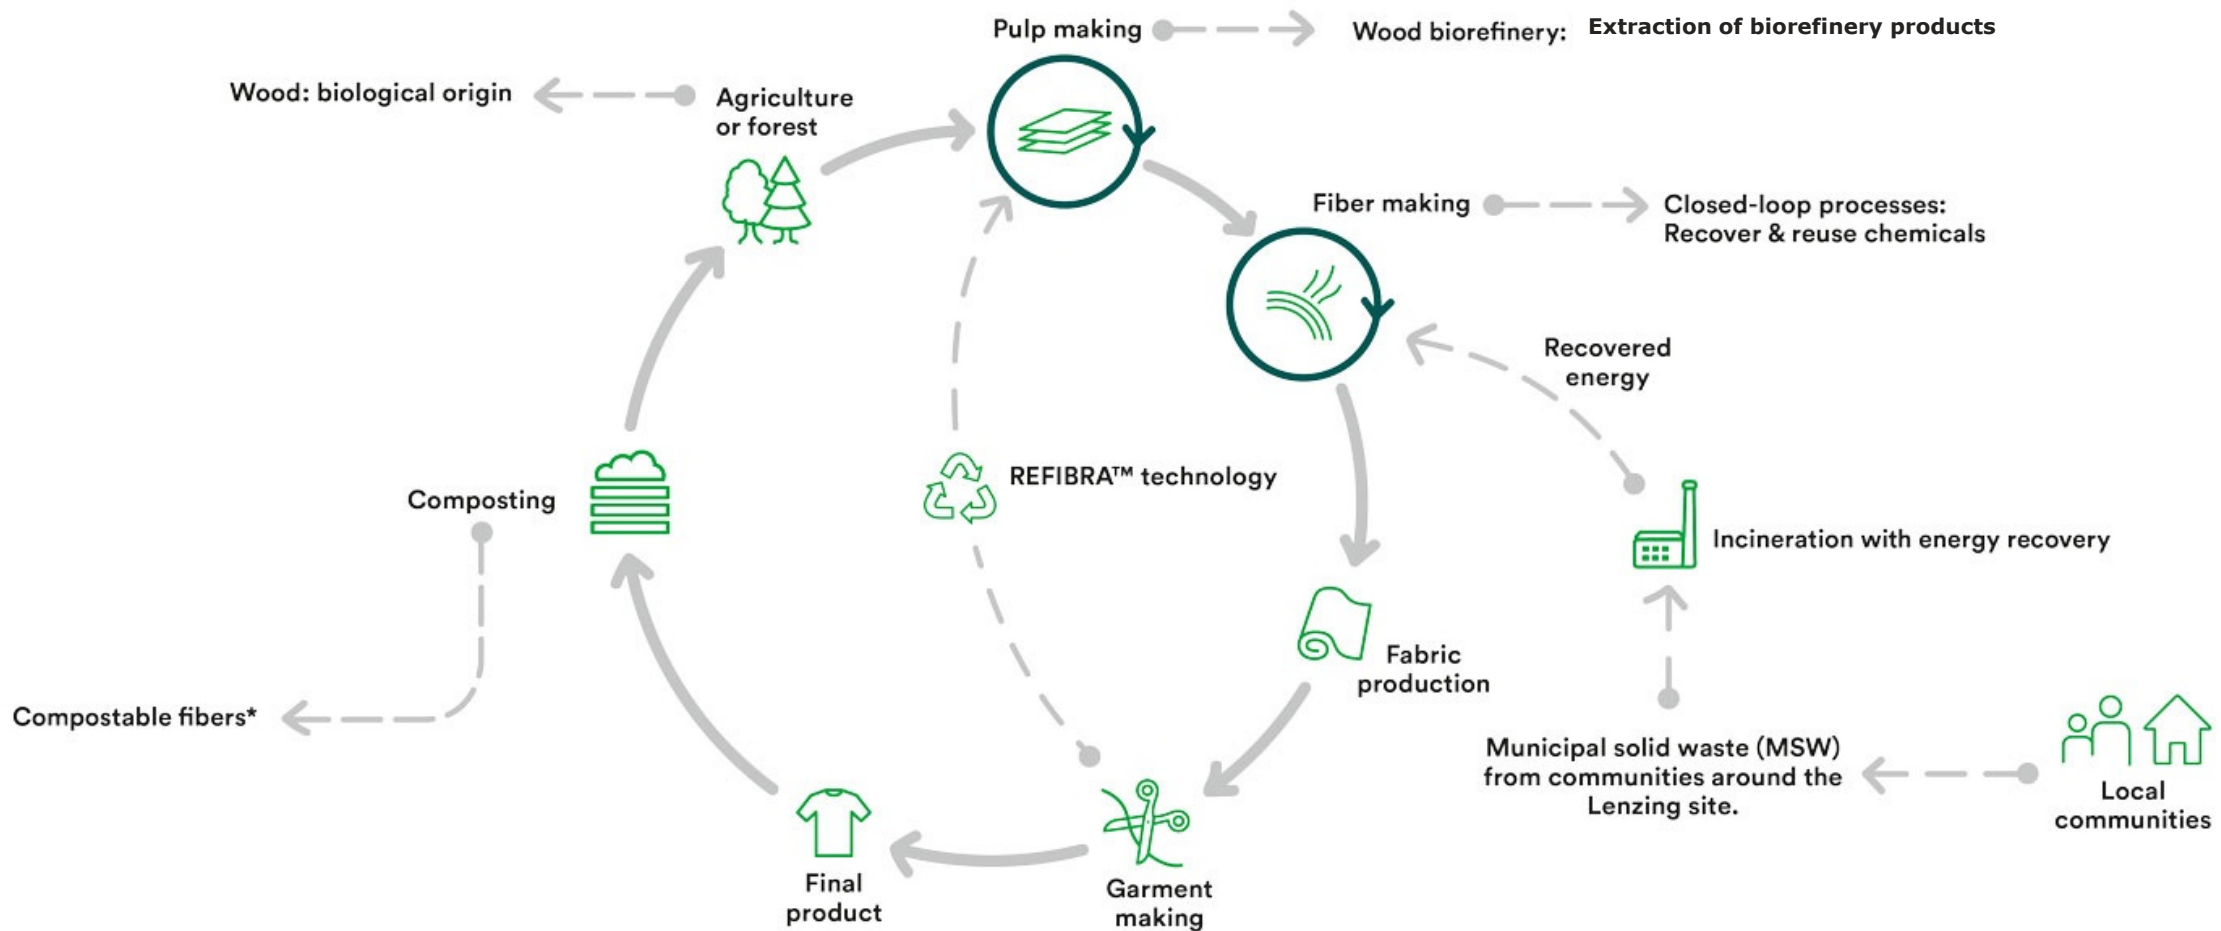 Pulp making
Wood biorefinery: Extraction of biorefinery products
Wood: biological origin
Agriculture
or forest
Fiber making
Closed-loop processes:
Recover & reuse chemicals
Recovered
energy
Composting
REFIBRA™ technology
Incineration with energy recovery
Fabric
production
Compostable fibers*
Municipal solid waste (MSW)
from communities around the
Lenzing site.
Local
communities
Final
product
Garment
making